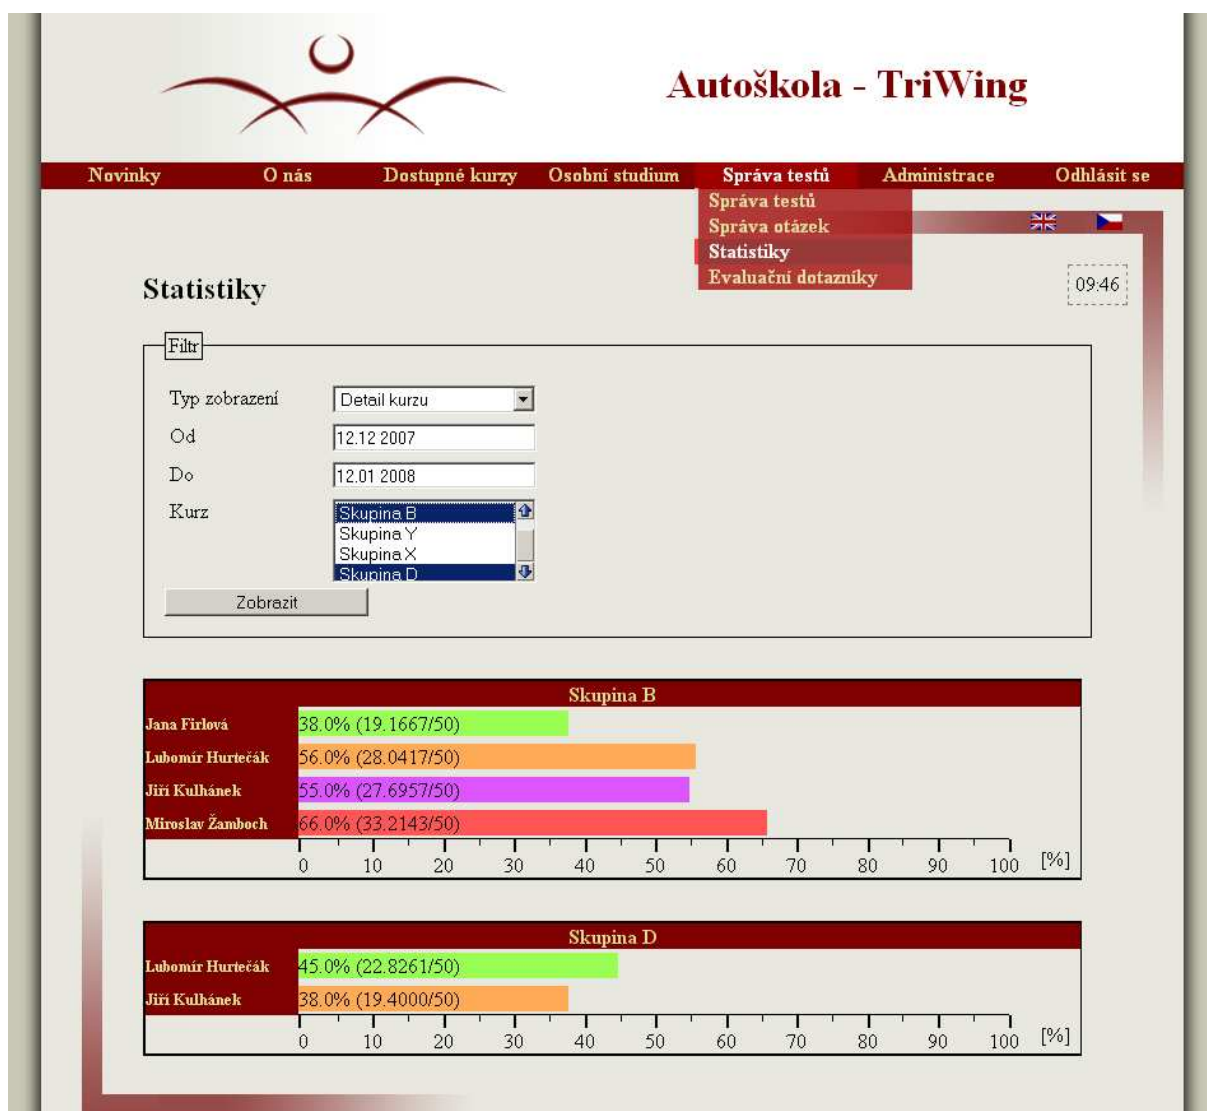 Autoškola - TriWing
Novinky O nás Dostupné kurzy Osobní studium Správa testů Administrace Odhlásit se
Správa testů
Správa otázek
Statistiky
Evaluační dotazníky
Statistiky
09:46
Filtr
Typ zobrazení Detail kurzu
Od 12.12 2007
Do 12.01 2008
Kurz Skupina B
Skupina Y
Skupina X
Skupina D
Zobrazit
Skupina B
Jana Firlová 38.0% (19.1667/50)
Lubomír Hurtečák 56.0% (28.0417/50)
Jiří Kulhánek 55.0% (27.6957/50)
Miroslav Žamboch 66.0% (33.2143/50)
0 10 20 30 40 50 60 70 80 90 100 [%]
Skupina D
Lubomír Hurtečák 45.0% (22.8261/50)
Jiří Kulhánek 38.0% (19.4000/50)
0 10 20 30 40 50 60 70 80 90 100 [%]